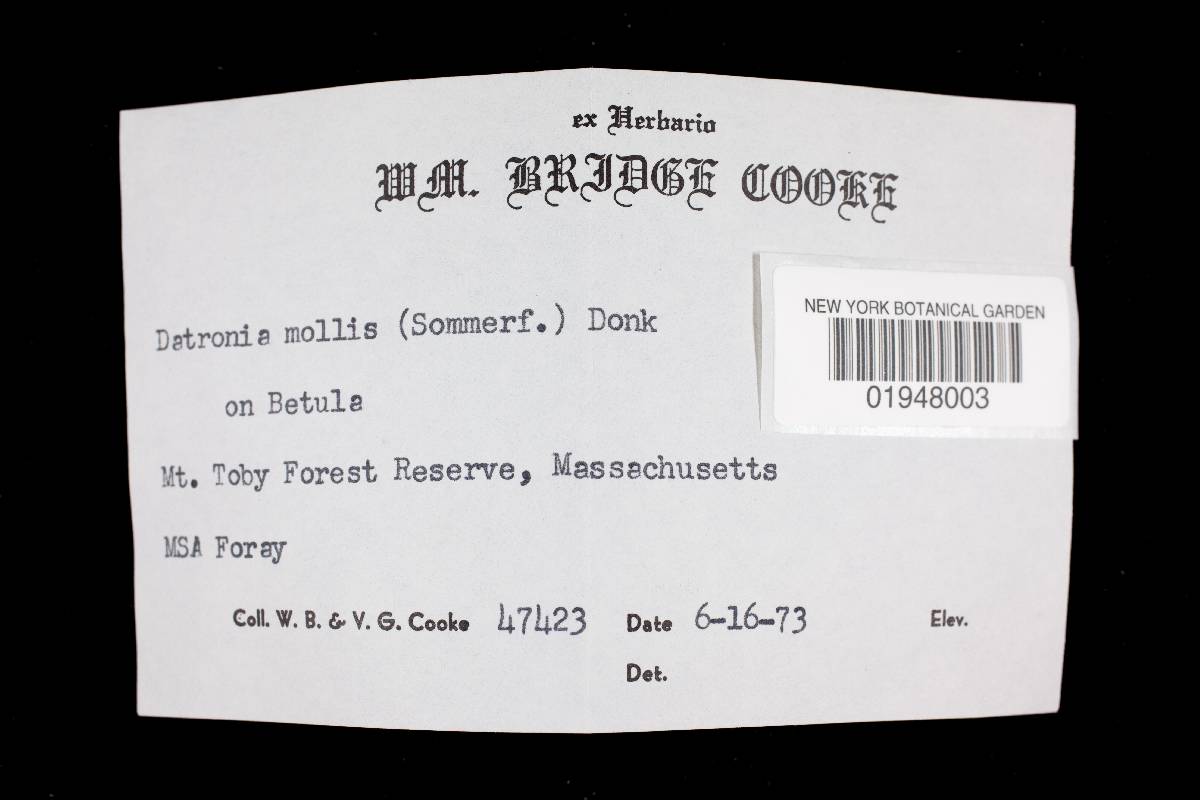 ex Herbario
WM. BRIDGE COOKE
NEW YORK BOTANICAL GARDEN
01948003
Datronia mollis (Sommerf.) Donk
on Betula
Mt. Toby Forest Reserve, Massachusetts
MSA Foray
Coll. W. B. & V. G. Cooke 47423 Date 6-16-73 Elev.
Det.